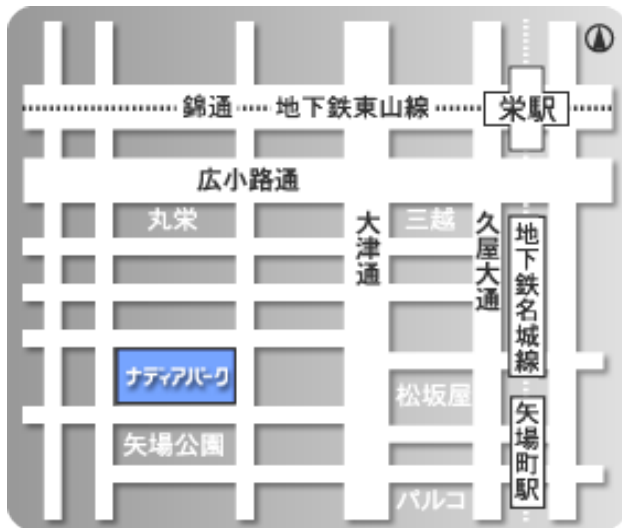 錦通
地下鉄東山線
栄駅
広小路通
丸栄
大津通
三越
久屋大通
地下鉄名城線
ナディアパーク
松坂屋
矢場町駅
矢場公園
パルコ